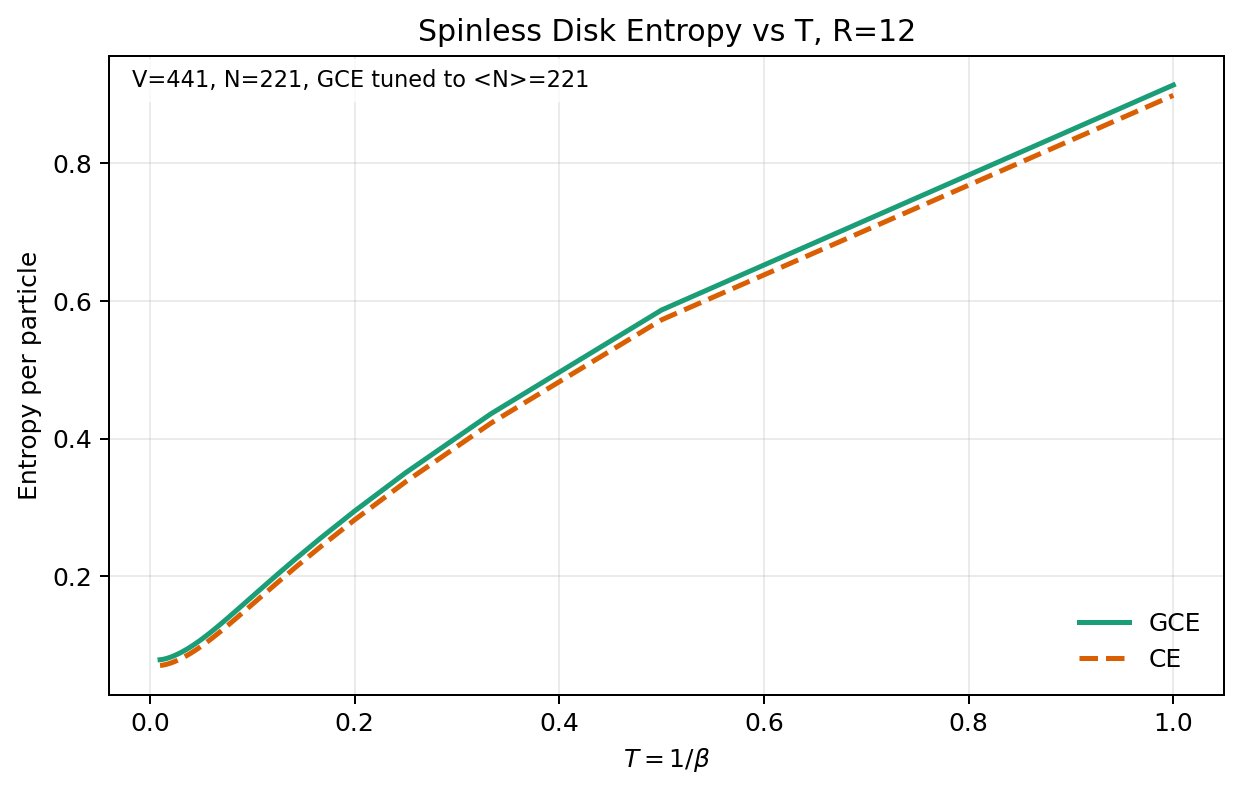 Spinless Disk Entropy vs T, R=12
V=441, N=221, GCE tuned to <N>=221
Entropy per particle
0.8
0.6
0.4
0.2
GCE
CE
0.0 0.2 0.4 0.6 0.8 1.0
T = 1/β